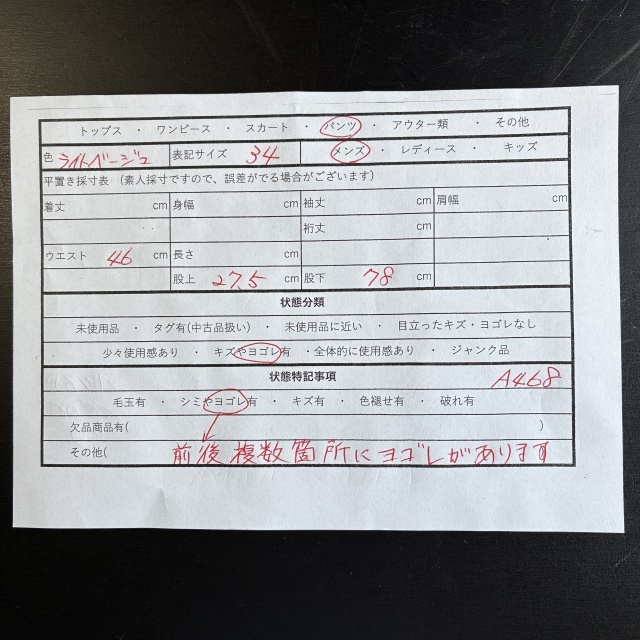 トップス ・ ワンピース ・ スカート ・ パンツ ・ アウター類 ・ その他
色 ライトベージュ 表記サイズ 34 メンズ ・ レディース ・ キッズ
平置き採寸表 (素人採寸ですので、誤差がでる場合がございます)
着丈 cm 身幅 cm 袖丈 cm 肩幅 cm
裄丈 cm
ウエスト 46 cm 長さ cm
股上 27.5 cm 股下 78 cm
状態分類
未使用品 ・ タグ有(中古品扱い) ・ 未使用品に近い ・ 目立ったキズ・ヨゴレなし
少々使用感あり ・ キズやヨゴレ有 ・全体的に使用感あり ・ ジャンク品
状態特記事項 A468
毛玉有 ・ シミやヨゴレ有 ・ キズ有 ・ 色褪せ有 ・ 破れ有
欠品商品有( )
その他( 前後複数箇所にヨゴレがあります